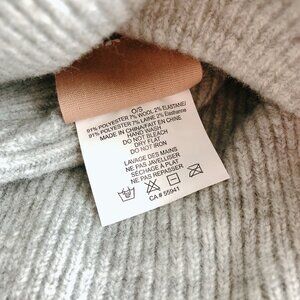 O/S
91% POLYESTER 7% WOOL 2% ELASTANE/
91% POLYESTER 7% LAINE 2% Élasthanne
MADE IN CHINA/FAIT EN CHINE
HAND WASH
DO NOT BLEACH
DRY FLAT
DO NOT IRON
LAVAGE DES MAINS
NE PAS JAVELLISER
SÉCHAGE À PLAT
NE PAS REPASSER
CA # 55941